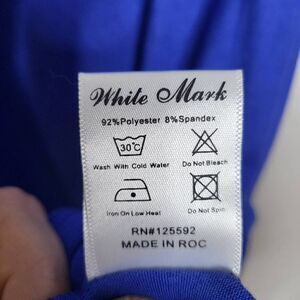 White Mark
92%Polyester 8%Spandex
30°C
Wash With Cold Water Do Not Bleach
Iron On Low Heat Do Not Spin
RN#125592
MADE IN ROC